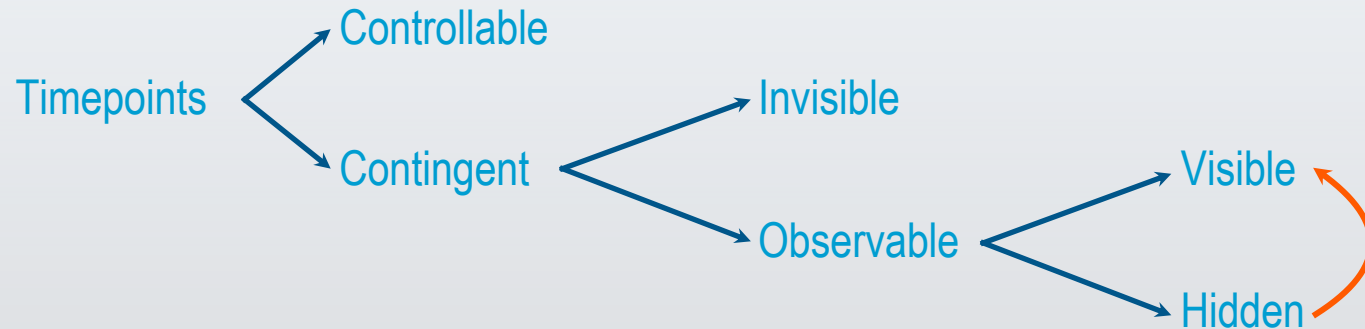 Controllable
Timepoints
Invisible
Contingent
Visible
Observable
Hidden